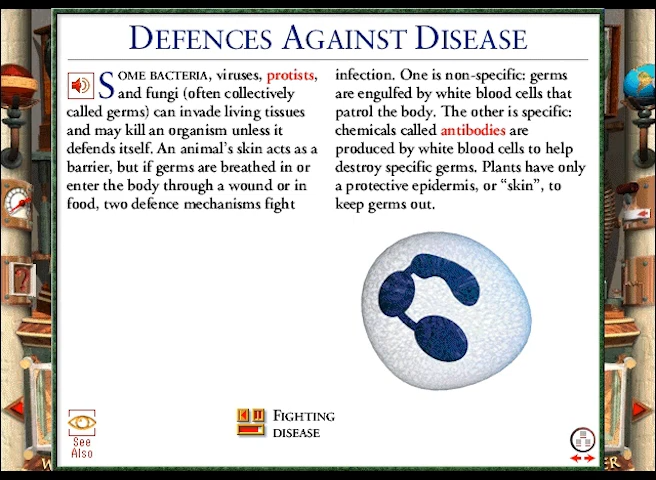 DEFENCES AGAINST DISEASE
SOME BACTERIA, viruses, protists,
and fungi (often collectively
called germs) can invade living tissues
and may kill an organism unless it
defends itself. An animal's skin acts as a
barrier, but if germs are breathed in or
enter the body through a wound or in
food, two defence mechanisms fight
infection. One is non-specific: germs
are engulfed by white blood cells that
patrol the body. The other is specific:
chemicals called antibodies are
produced by white blood cells to help
destroy specific germs. Plants have only
a protective epidermis, or “skin”, to
keep germs out.
FIGHTING
DISEASE
See
Also